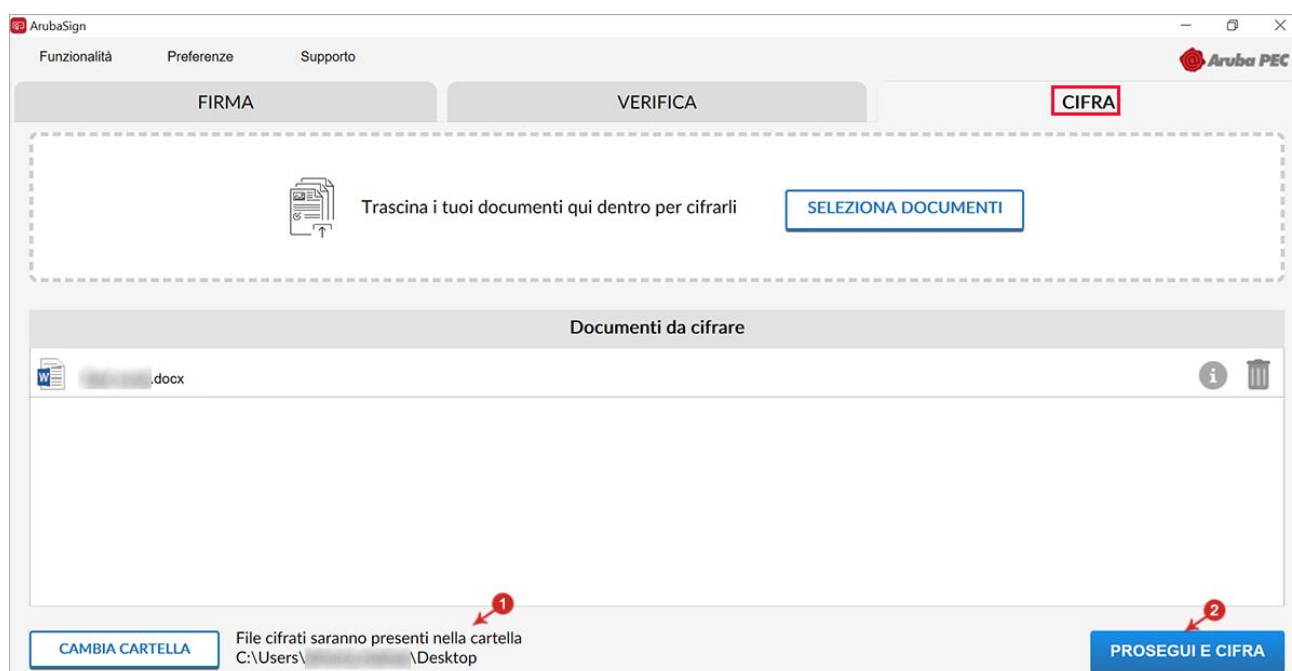 ArubaSign
Funzionalità Preferenze Supporto
Aruba PEC
FIRMA VERIFICA CIFRA
Trascina i tuoi documenti qui dentro per cifrarli SELEZIONA DOCUMENTI
Documenti da cifrare
W .docx i
1
2
CAMBIA CARTELLA
File cifrati saranno presenti nella cartella
C:\Users\ \Desktop
PROSEGUI E CIFRA